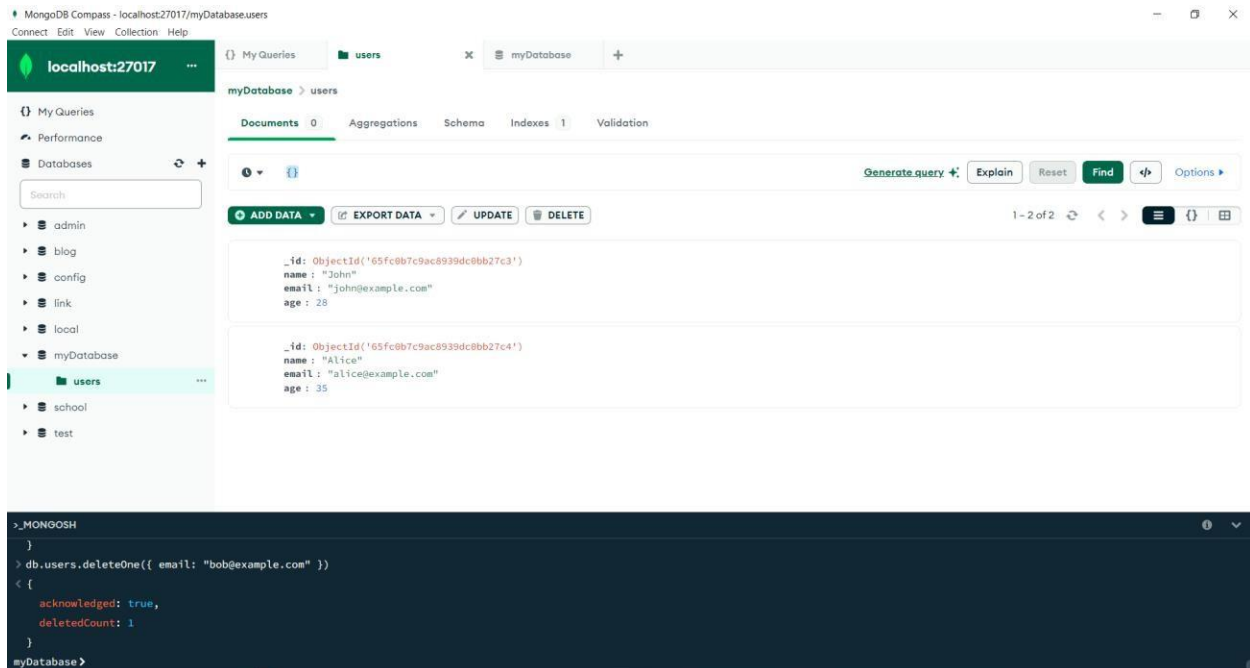 MongoDB Compass - localhost:27017/myDatabase.users
Connect Edit View Collection Help
localhost:27017 ...
{} My Queries users myDatabase +
myDatabase > users
{} My Queries
Documents 0 Aggregations Schema Indexes 1 Validation
Performance
Databases
{}
Generate query Explain Reset Find </> Options
Search
ADD DATA EXPORT DATA UPDATE DELETE
1 – 2 of 2 {}
admin
blog
config
link
local
myDatabase
users ...
school
test
_id: ObjectId('65fc0b7c9ac8939dc0bb27c3')
name : "John"
email : "john@example.com"
age : 28
_id: ObjectId('65fc0b7c9ac8939dc0bb27c4')
name : "Alice"
email : "alice@example.com"
age : 35
>_MONGOSH
}
> db.users.deleteOne({ email: "bob@example.com" })
< {
acknowledged: true,
deletedCount: 1
}
myDatabase>